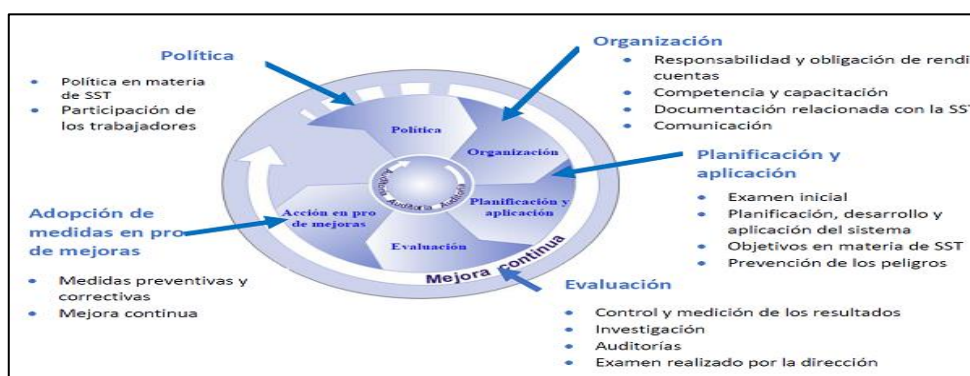 Política
• Política en materia
de SST
• Participación de
los trabajadores
Organización
• Responsabilidad y obligación de rendi
cuentas
• Competencia y capacitación
• Documentación relacionada con la SST
• Comunicación
Política
Organización
Planificación y
aplicación
Evaluación
Acción en pro
de mejoras
Auditoría Auditoría Auditoría
Mejora continua
Planificación y
aplicación
• Examen inicial
• Planificación, desarrollo y
aplicación del sistema
• Objetivos en materia de SST
• Prevención de los peligros
Adopción de
medidas en pro
de mejoras
• Medidas preventivas y
correctivas
• Mejora continua
Evaluación
• Control y medición de los resultados
• Investigación
• Auditorías
• Examen realizado por la dirección